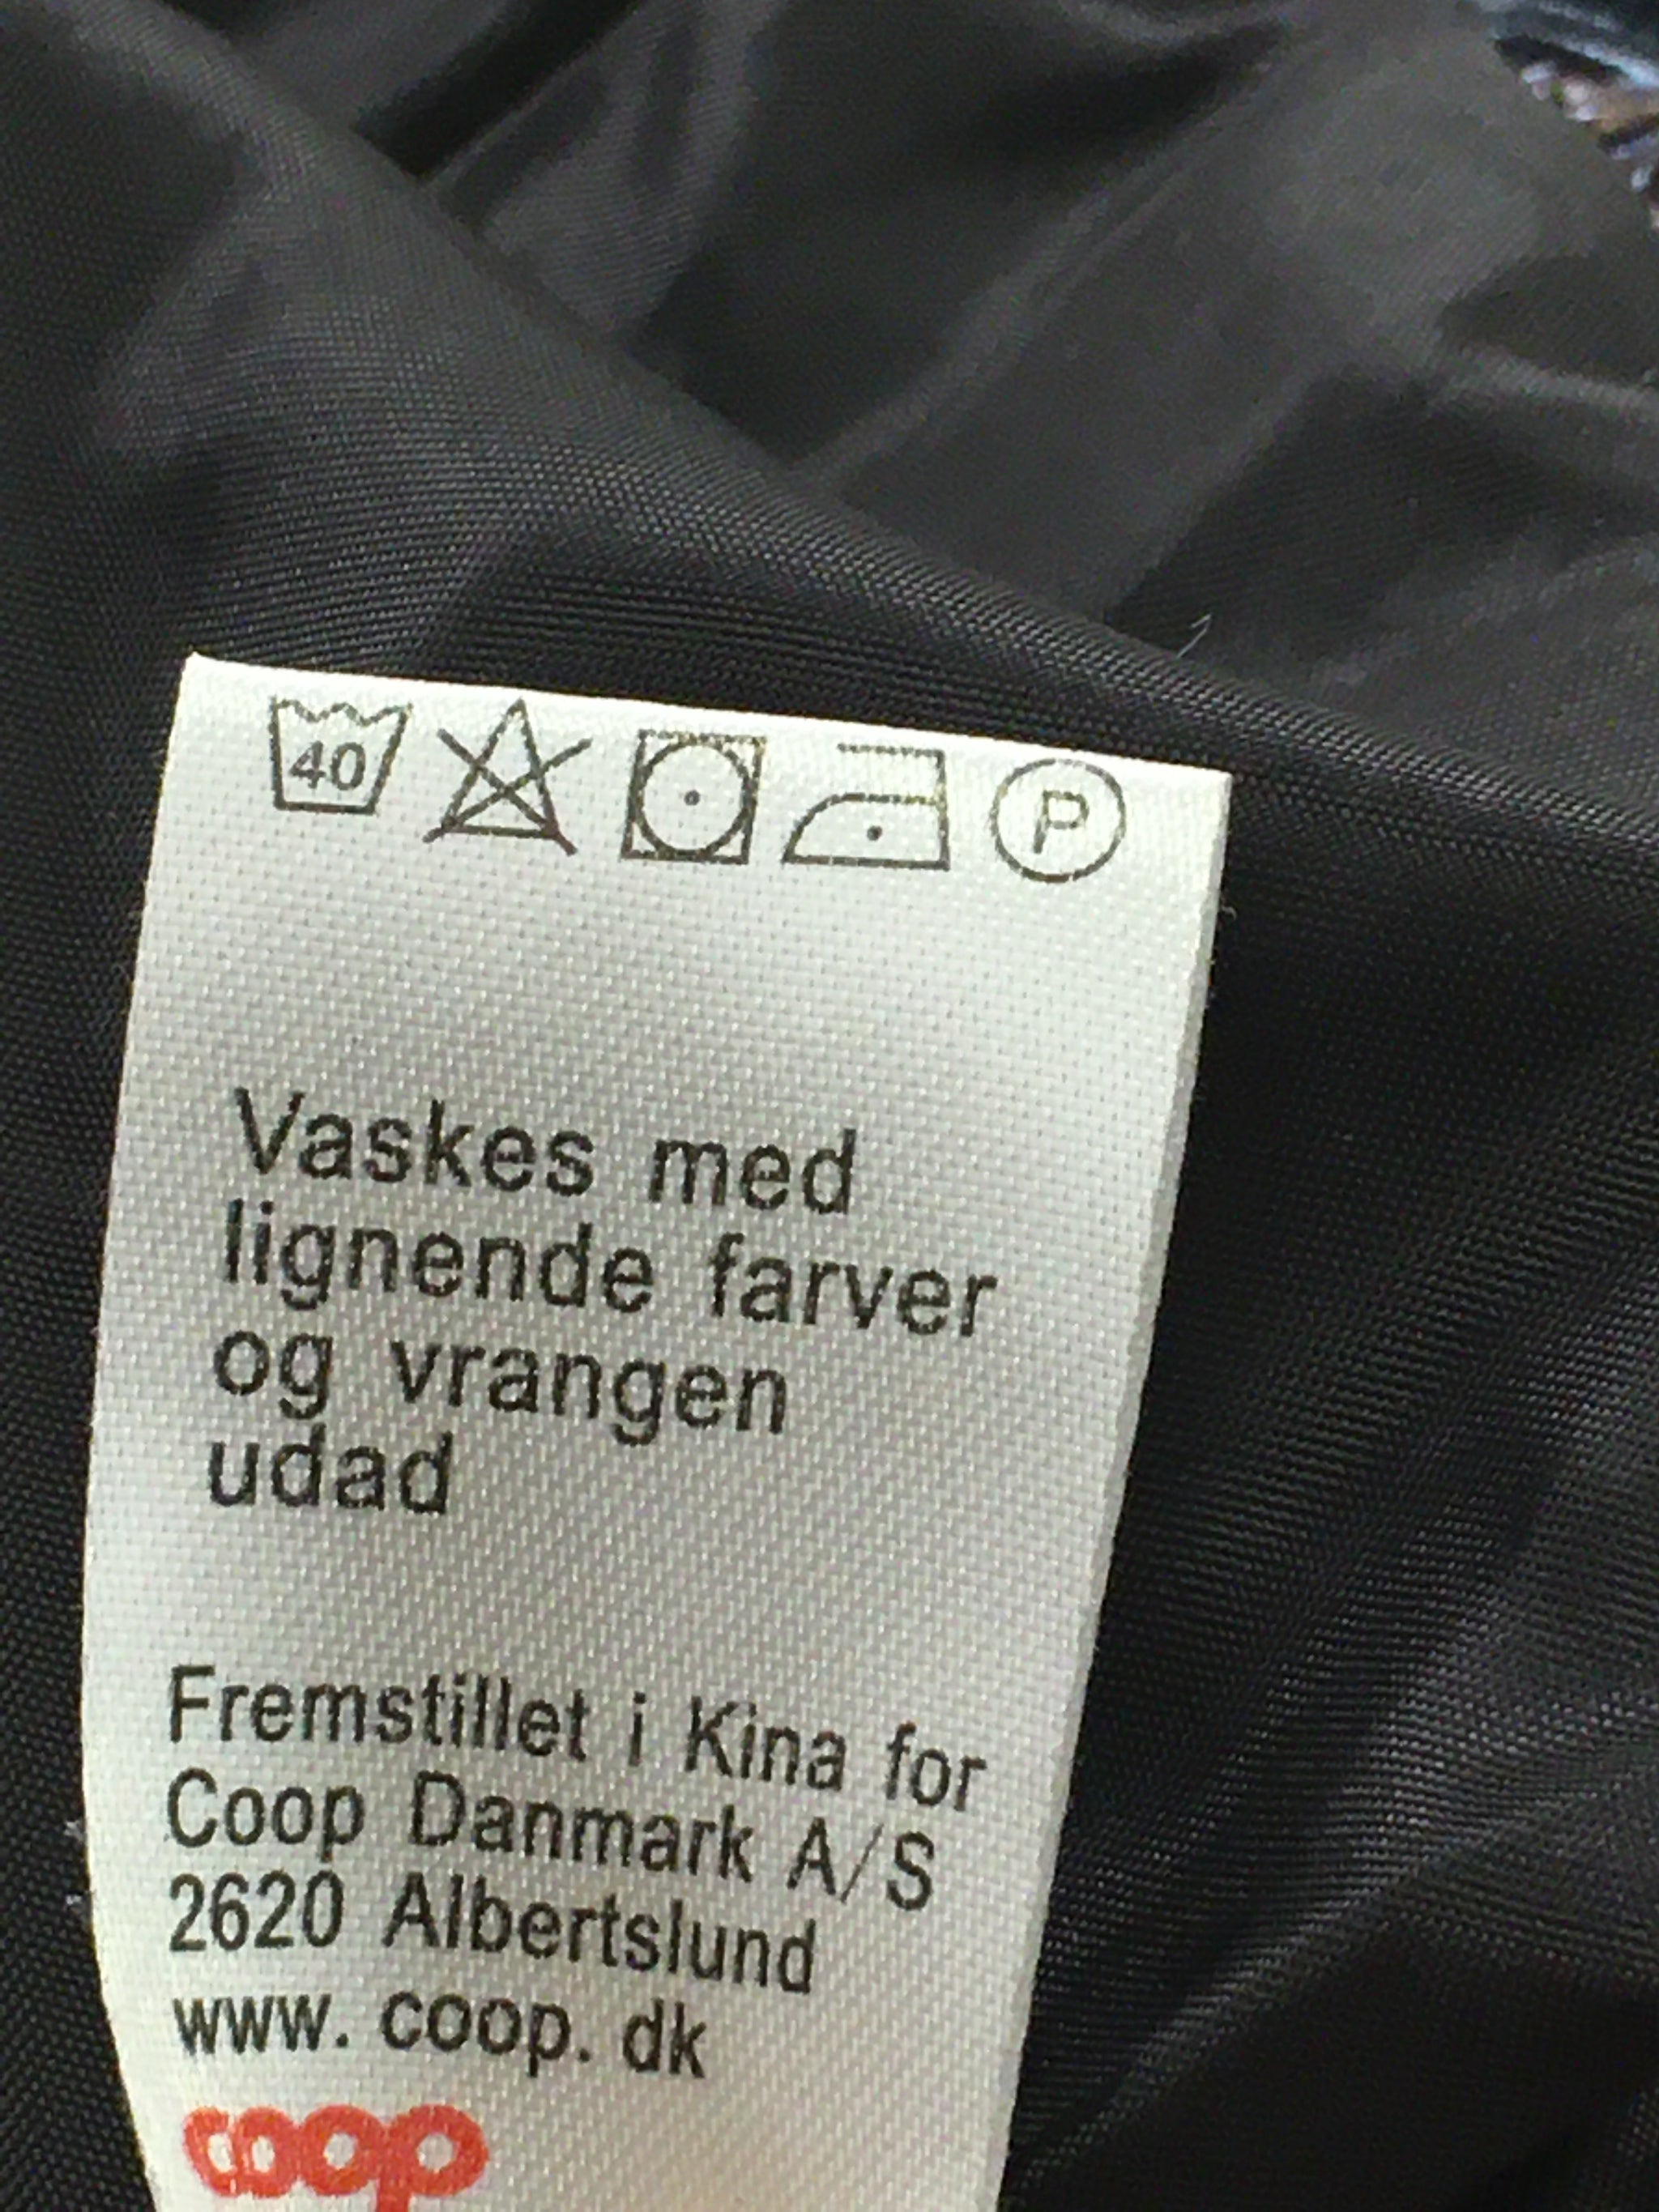 40 P
Vaskes med
lignende farver
og vrangen
udad
Fremstillet i Kina for
Coop Danmark A/S
2620 Albertslund
www. coop. dk
coop